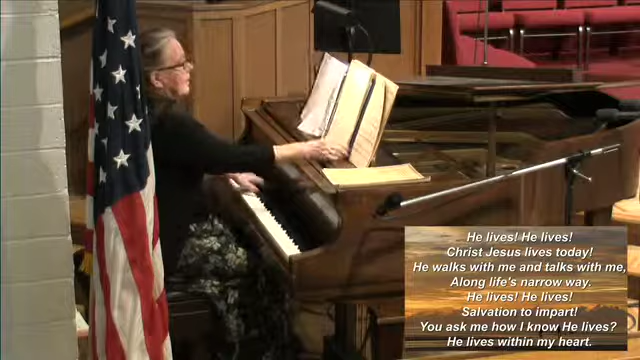 He lives! He lives!
Christ Jesus lives today!
He walks with me and talks with me,
Along life's narrow way.
He lives! He lives!
Salvation to impart!
You ask me how I know He lives?
He lives within my heart.